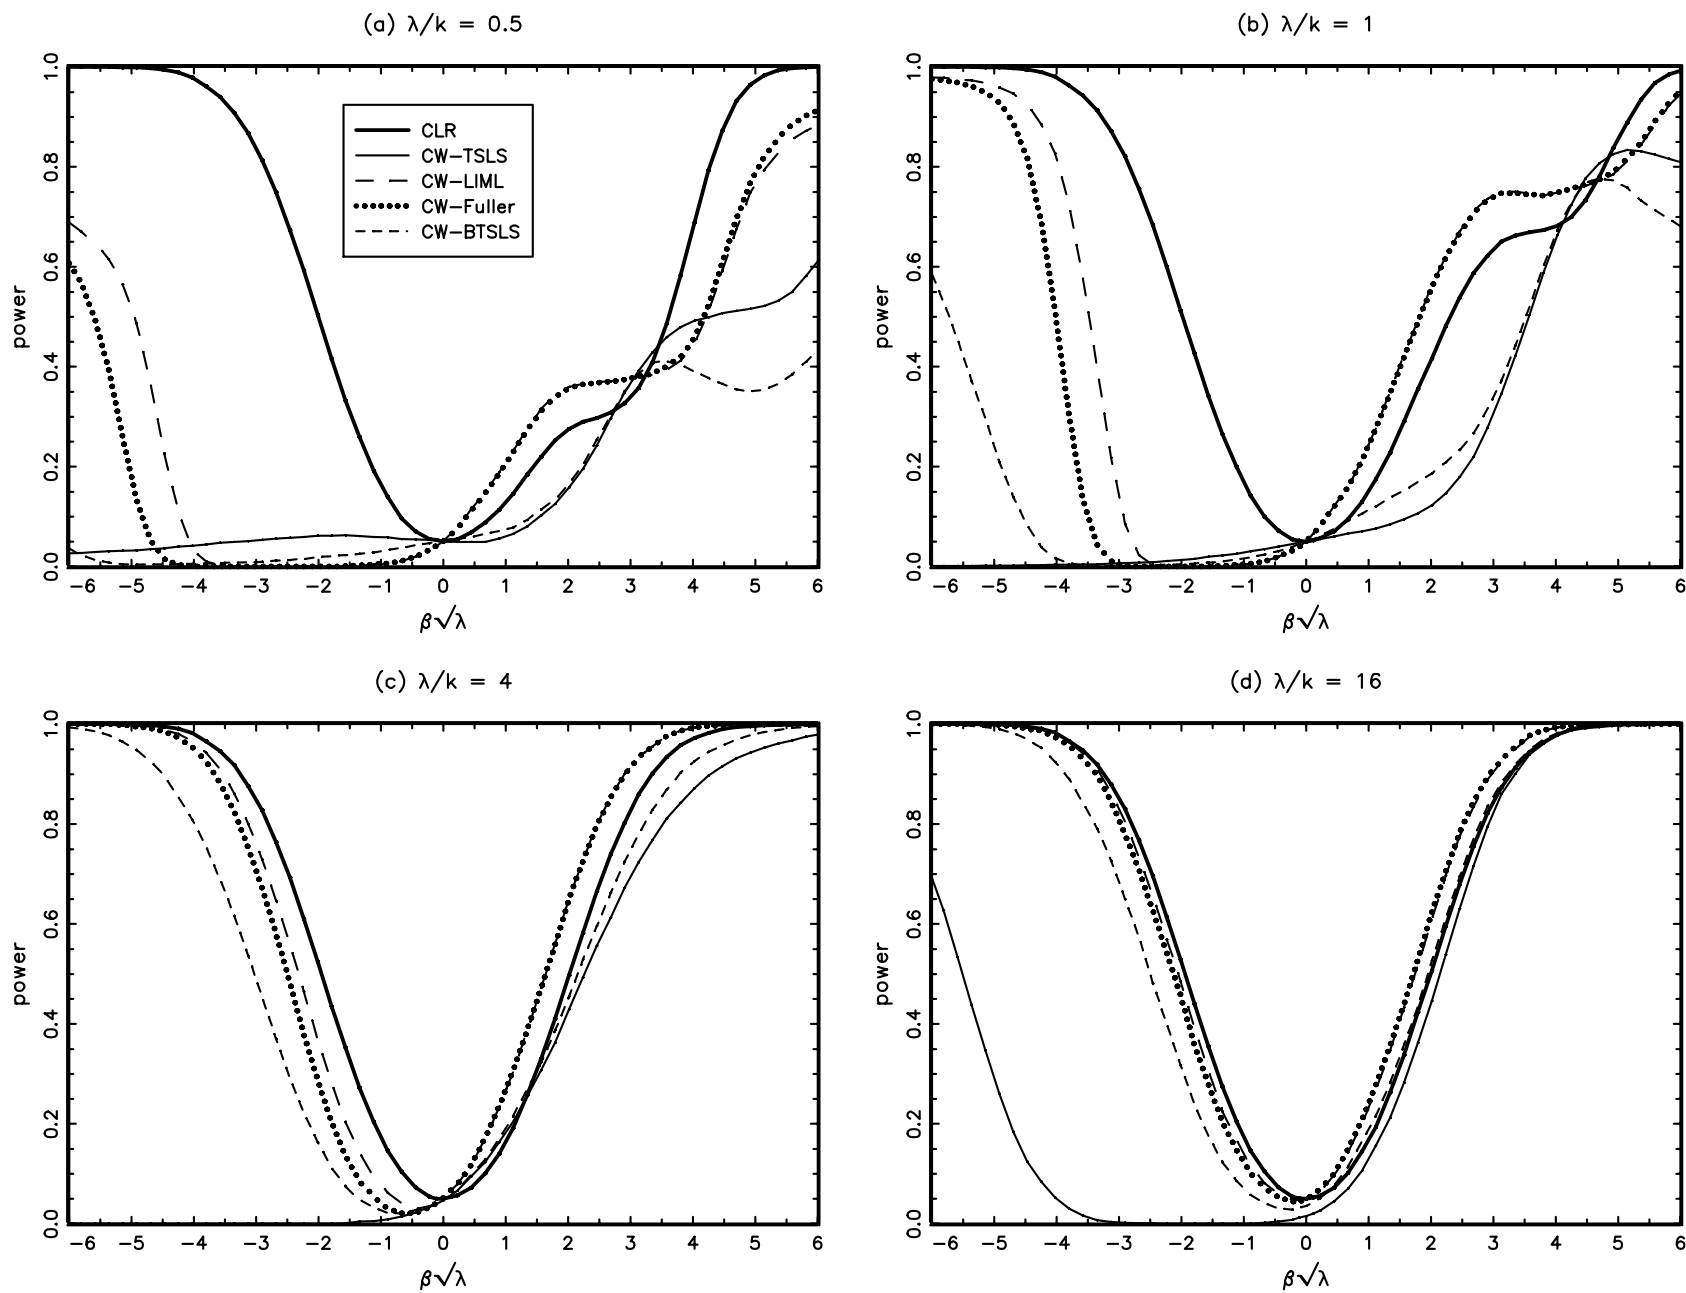 (a) λ/k = 0.5
1.0
0.8
0.6
0.4
0.2
0.0
power
CLR
CW-TSLS
CW-LIML
CW-Fuller
CW-BTSLS
-6 -5 -4 -3 -2 -1 0 1 2 3 4 5 6
β√λ
(b) λ/k = 1
1.0
0.8
0.6
0.4
0.2
0.0
power
-6 -5 -4 -3 -2 -1 0 1 2 3 4 5 6
β√λ
(c) λ/k = 4
1.0
0.8
0.6
0.4
0.2
0.0
power
-6 -5 -4 -3 -2 -1 0 1 2 3 4 5 6
β√λ
(d) λ/k = 16
1.0
0.8
0.6
0.4
0.2
0.0
power
-6 -5 -4 -3 -2 -1 0 1 2 3 4 5 6
β√λ